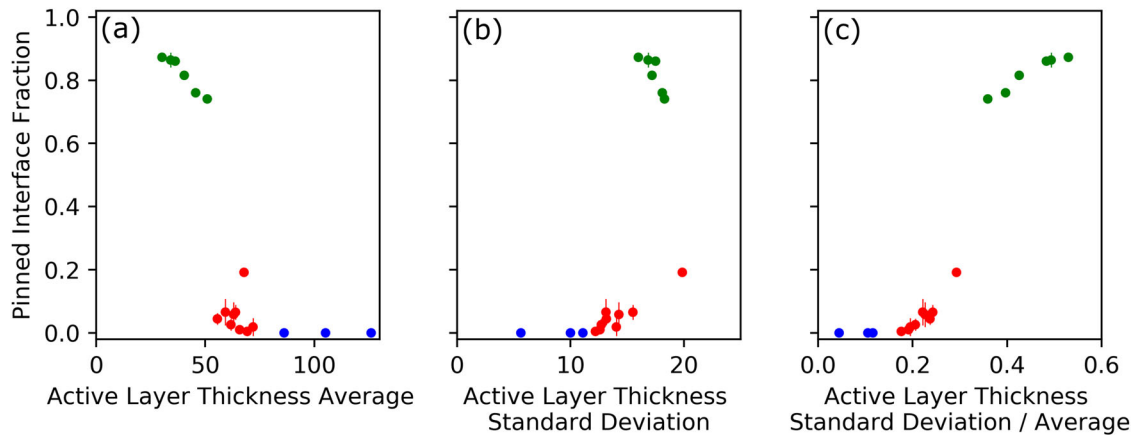 (a)
(b)
(c)
Pinned Interface Fraction
1.0
0.8
0.6
0.4
0.2
0.0
0 50 100
0 10 20
0.0 0.2 0.4 0.6
Active Layer Thickness Average
Active Layer Thickness
Standard Deviation
Active Layer Thickness
Standard Deviation / Average